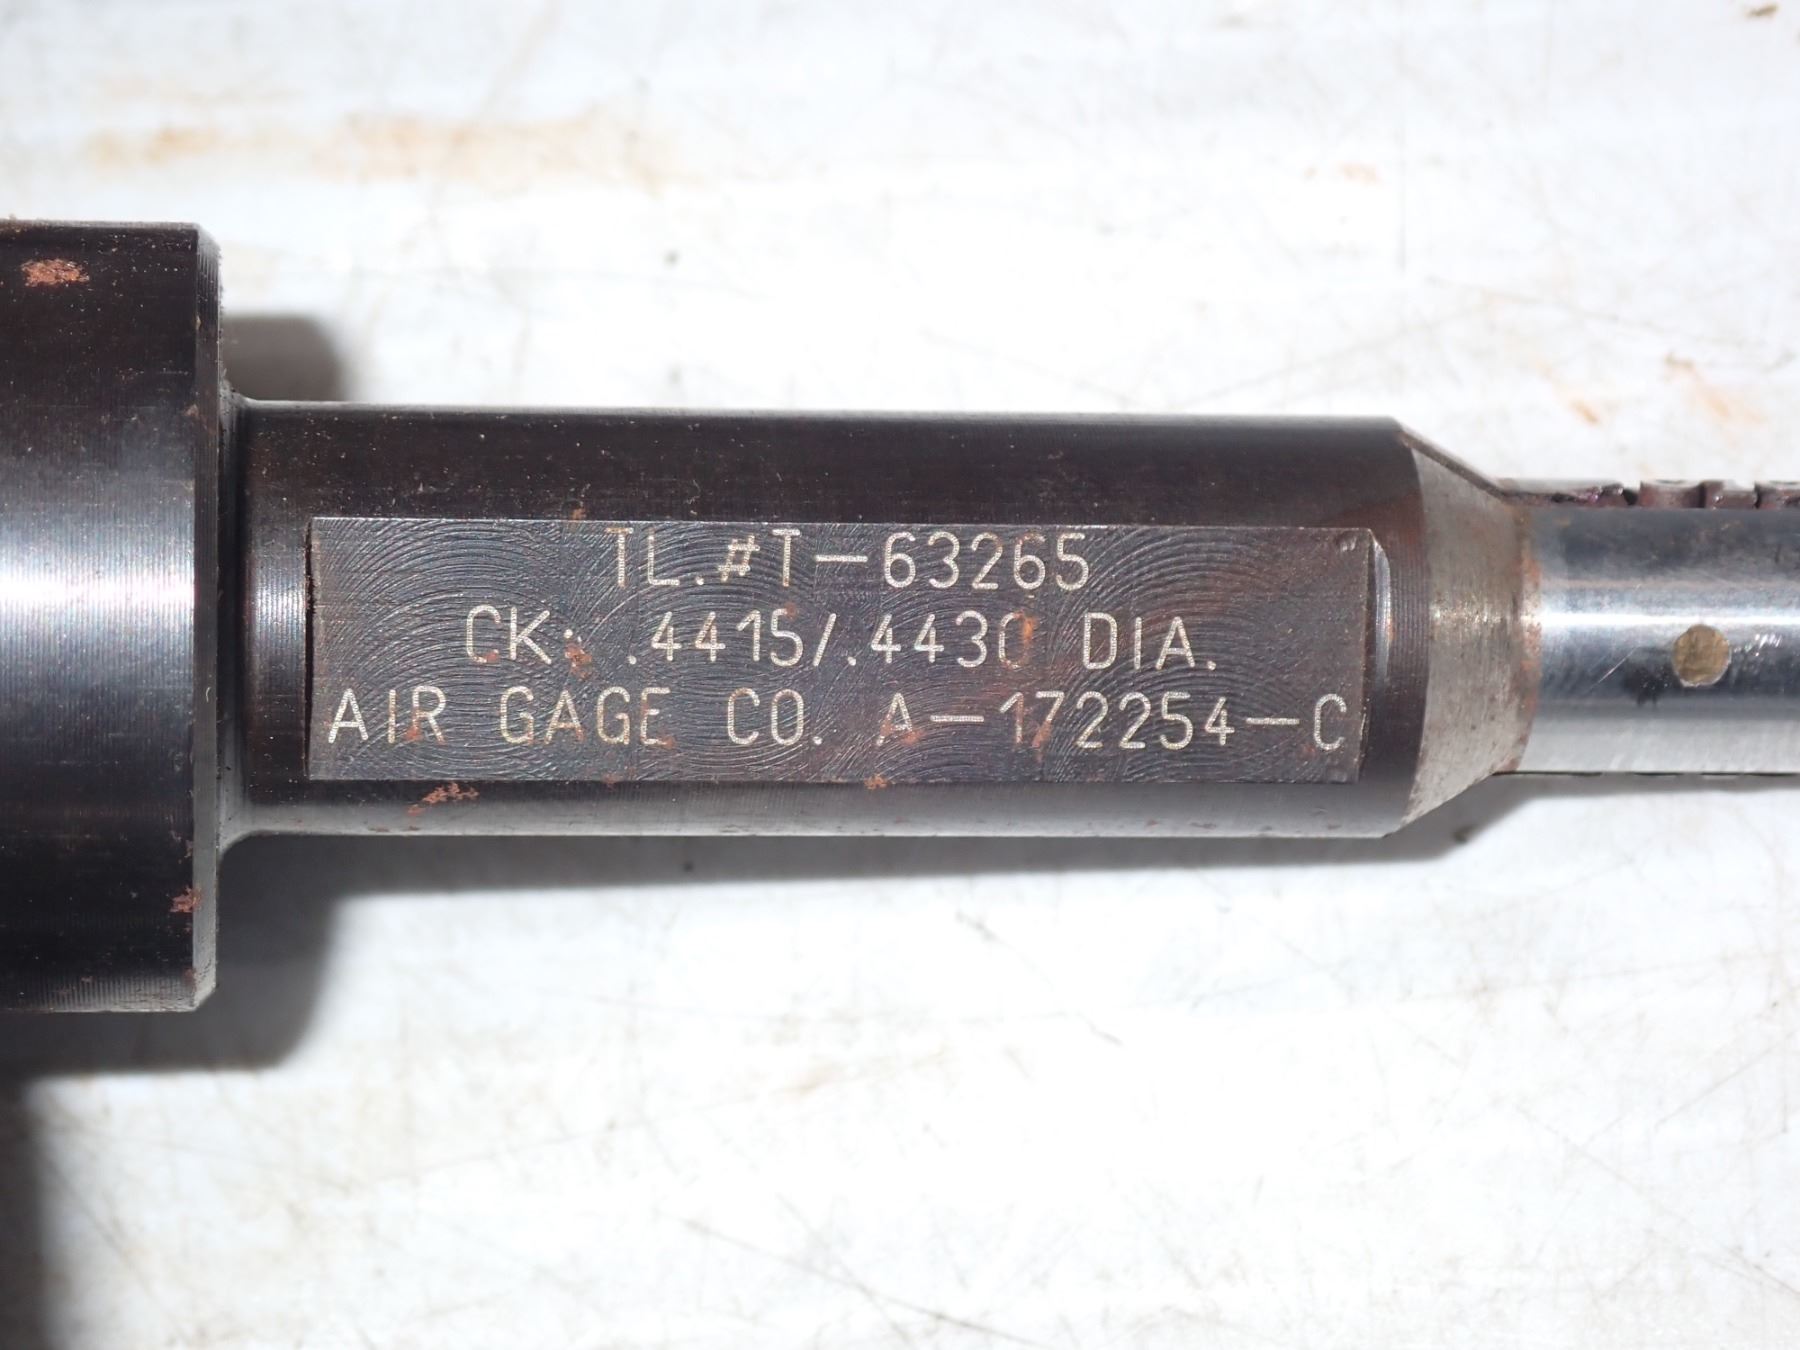 TL. #T-63265
CK: .4415/.4430 DIA.
AIR GAGE CO. A-172254-C